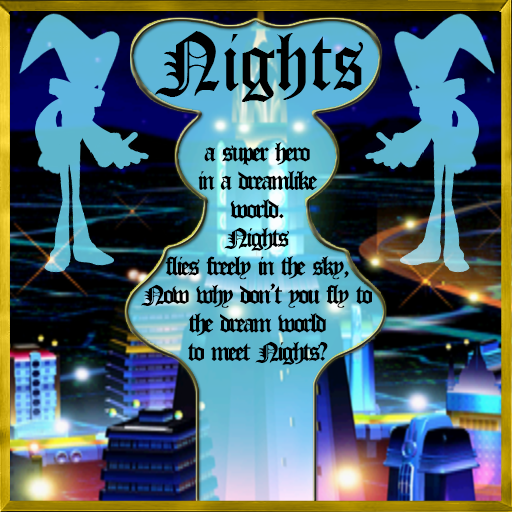 Nights
a super hero
in a dreamlike
world.
Nights
flies freely in the sky,
Now why don't you fly to
the dream world
to meet Nights?